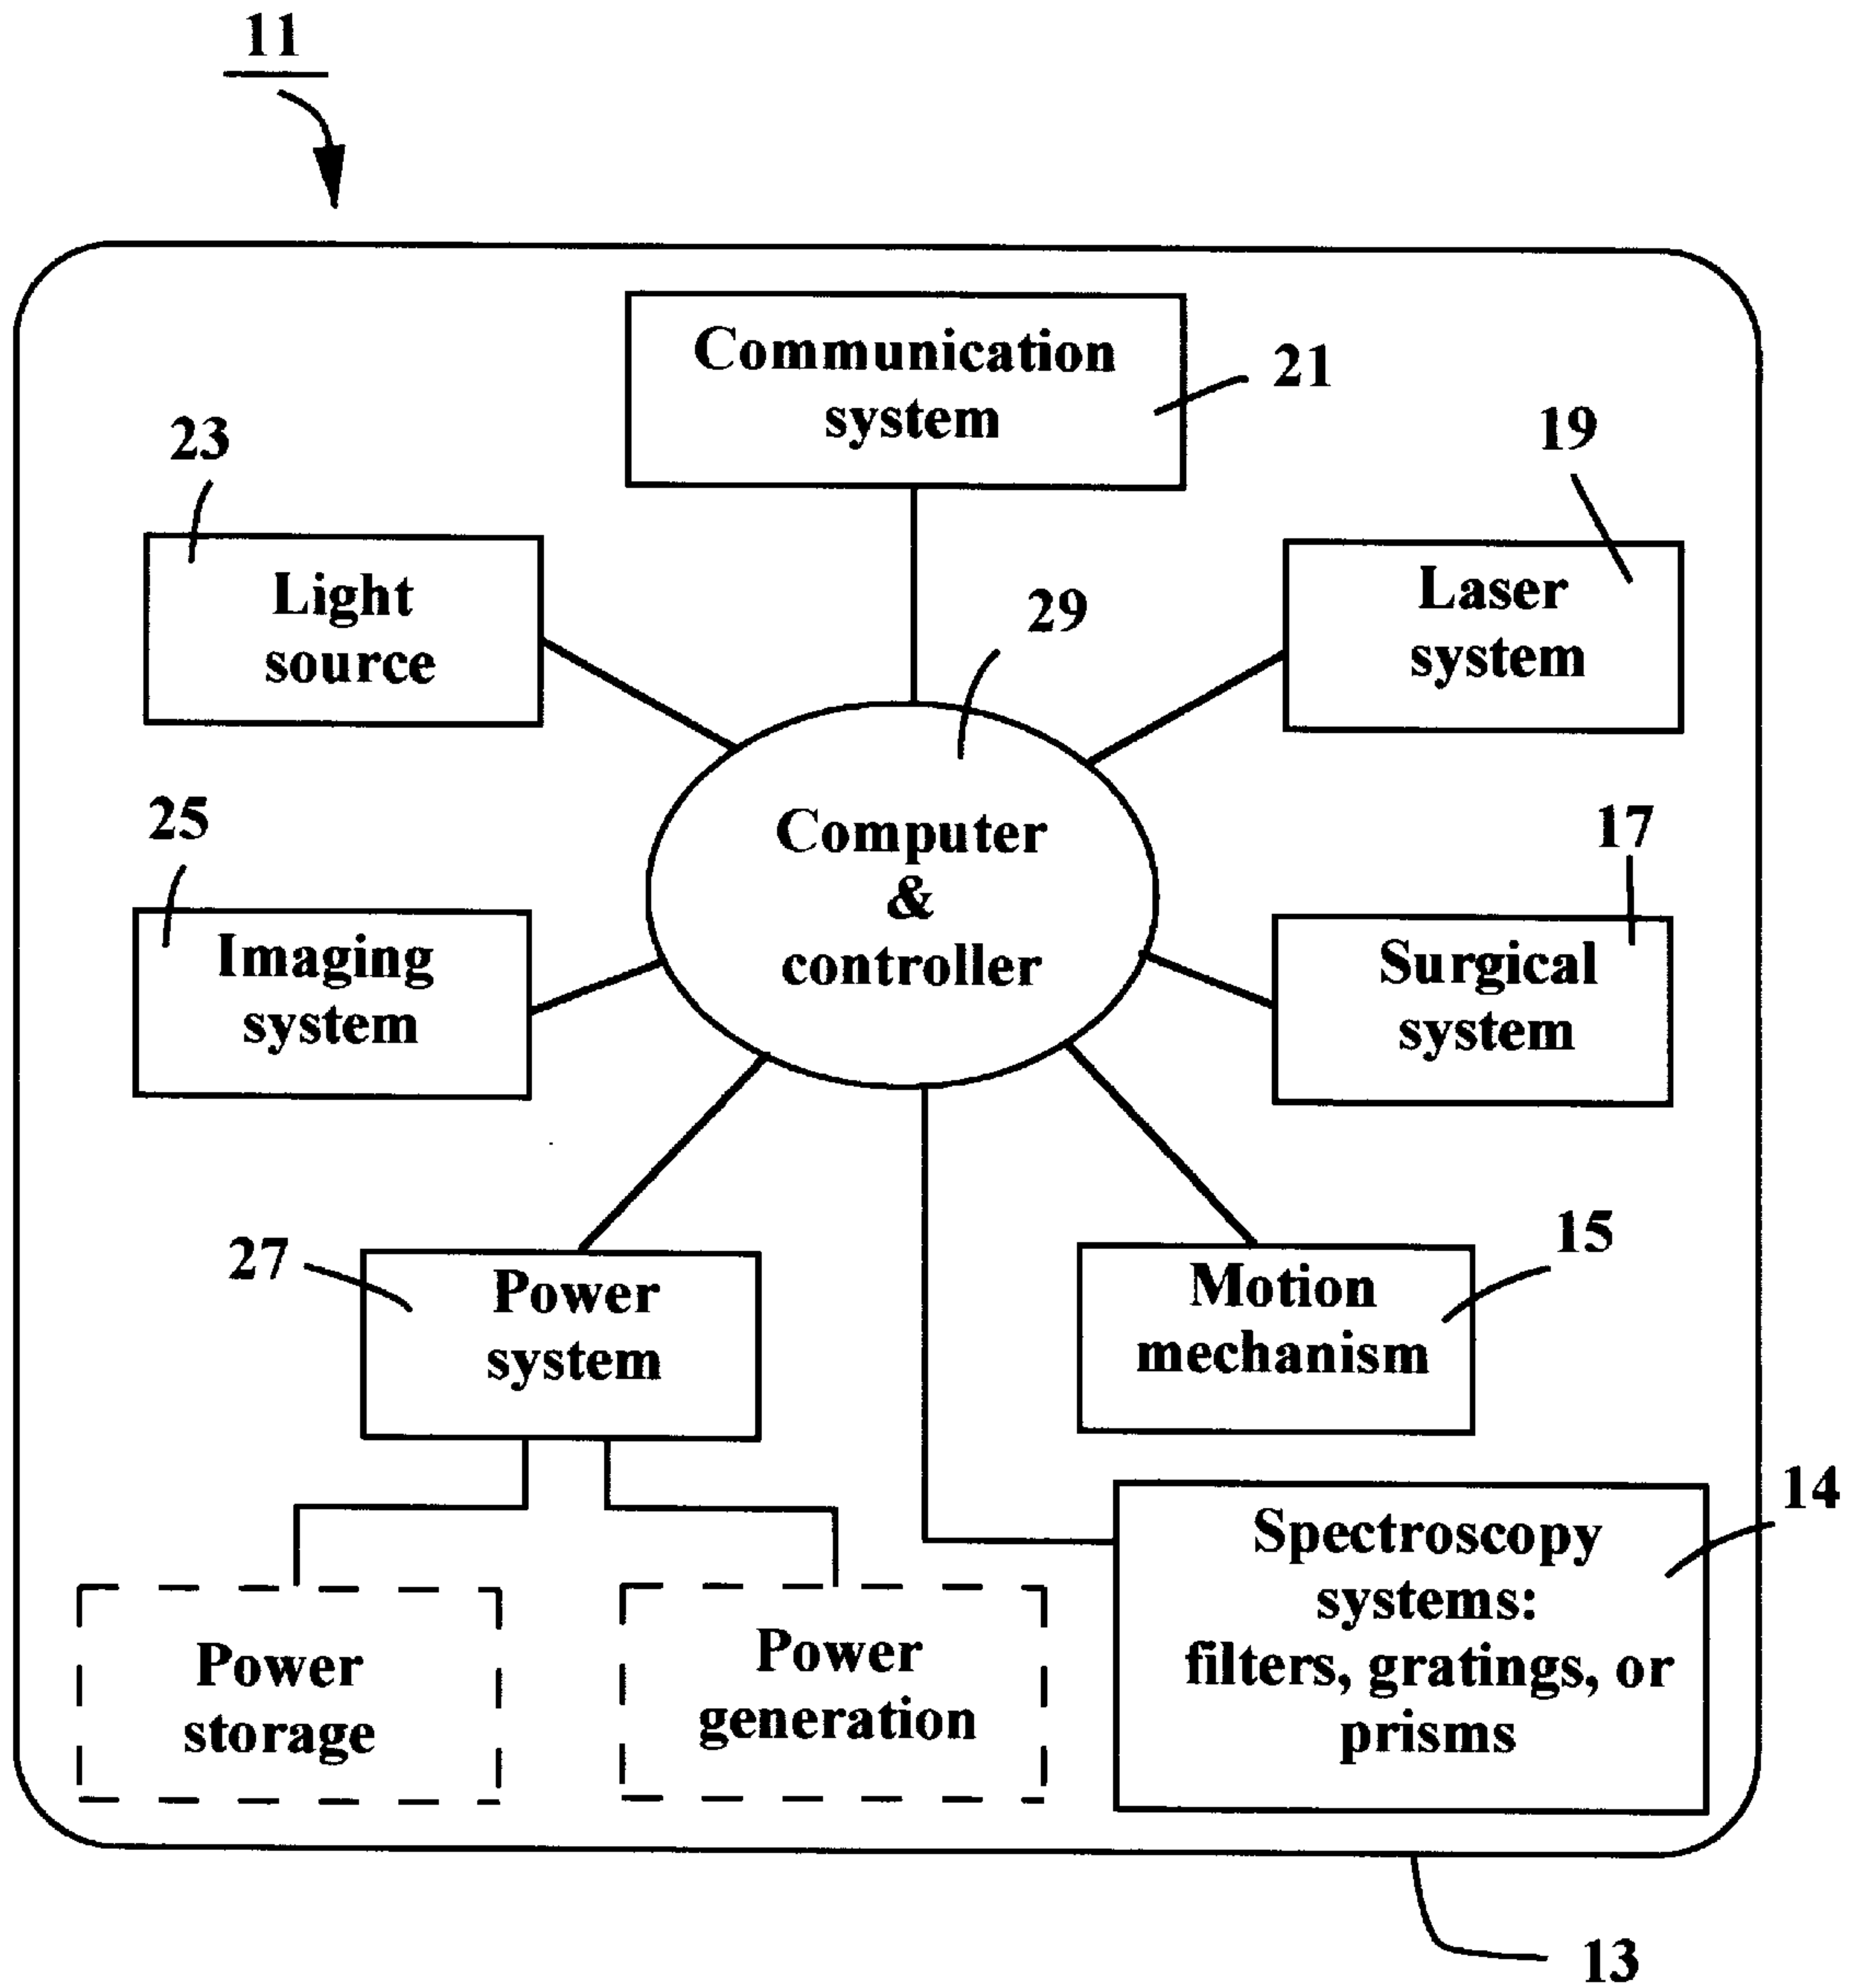 11
Communication
system
21
23
Light
source
19
Laser
system
29
Computer
&
controller
25
Imaging
system
17
Surgical
system
27
Power
system
15
Motion
mechanism
14
Spectroscopy
systems:
filters, gratings, or
prisms
Power
storage
Power
generation
13